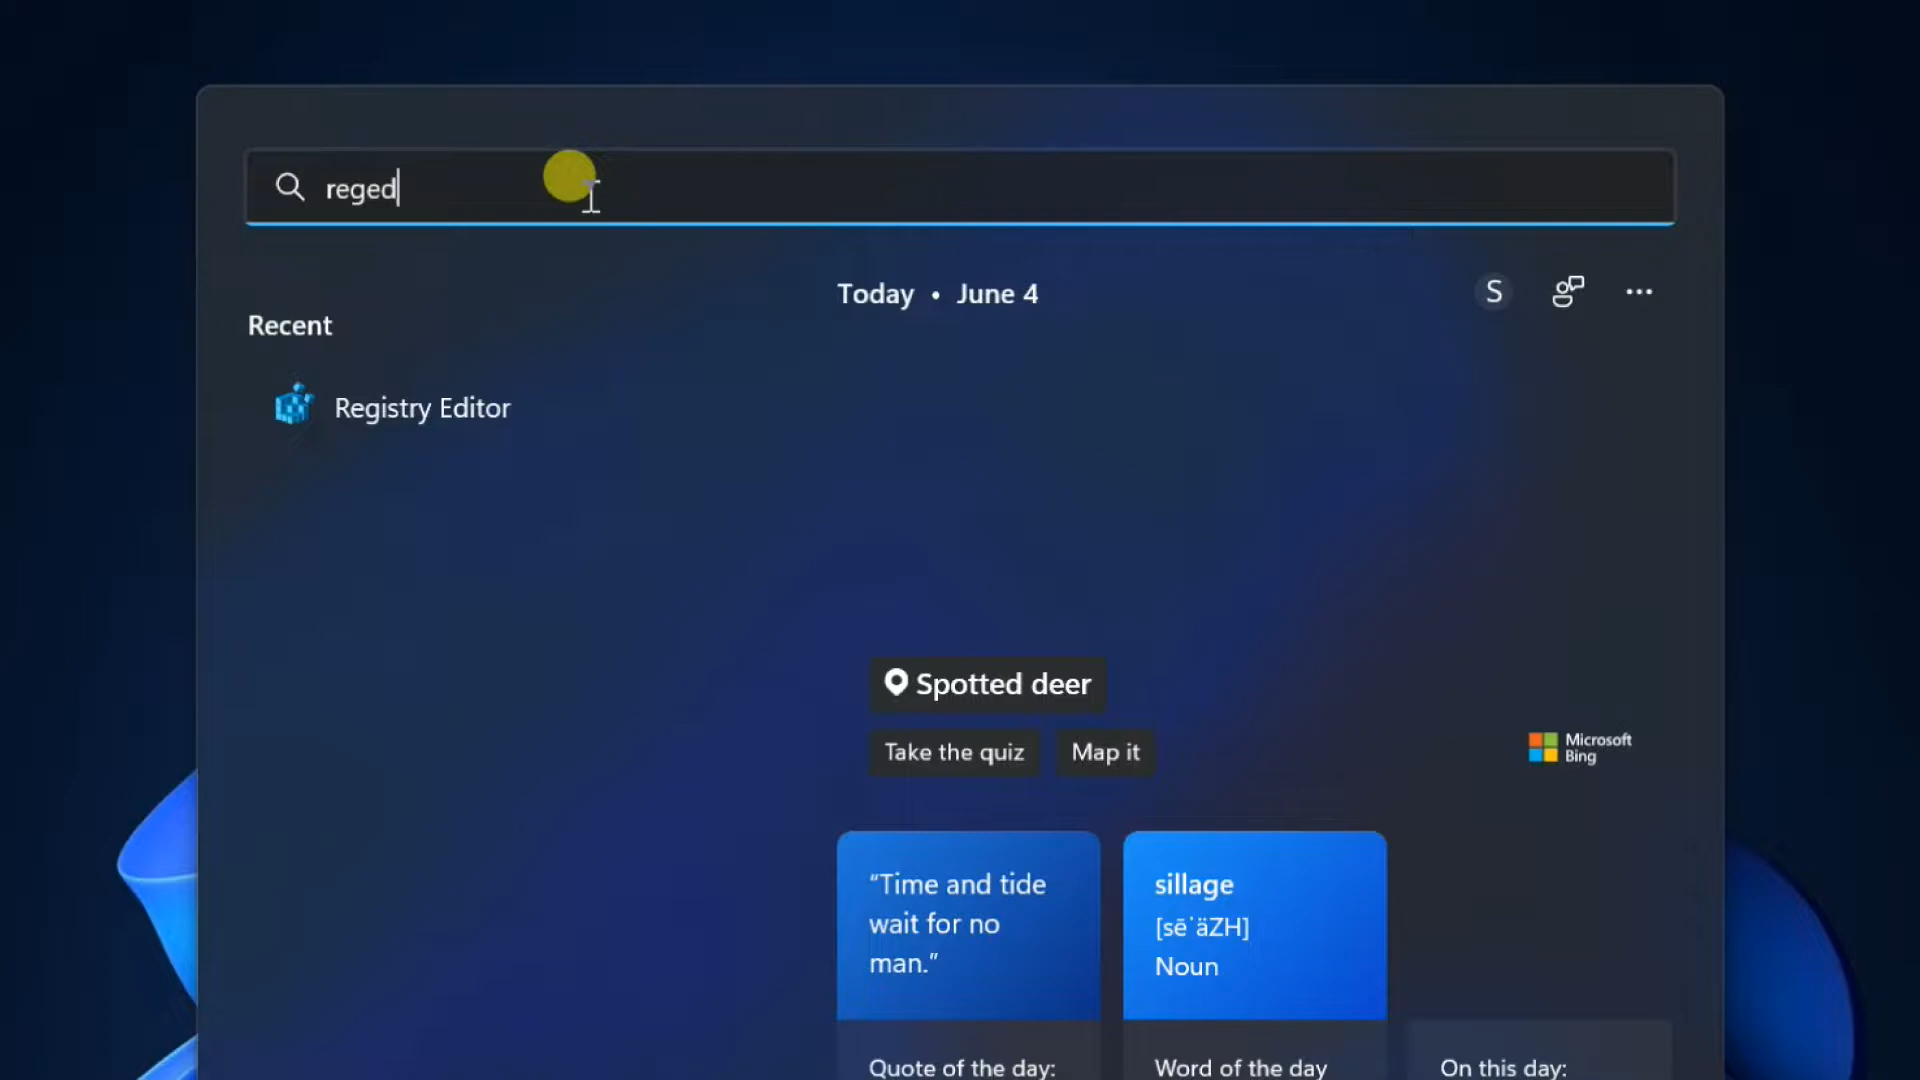 reged
Today • June 4
S
Recent
Registry Editor
Spotted deer
Take the quiz
Map it
Microsoft
Bing
“Time and tide
wait for no
man.”
sillage
[sēˈäZH]
Noun
Quote of the day:
Word of the day
On this day: